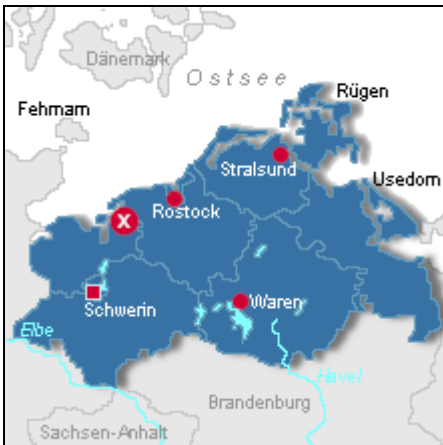 Dänemark
Ostsee
Rügen
Fehmarn
Stralsund
Usedom
Rostock
X
Waren
Schwerin
Elbe
Havel
Brandenburg
Sachsen-Anhalt